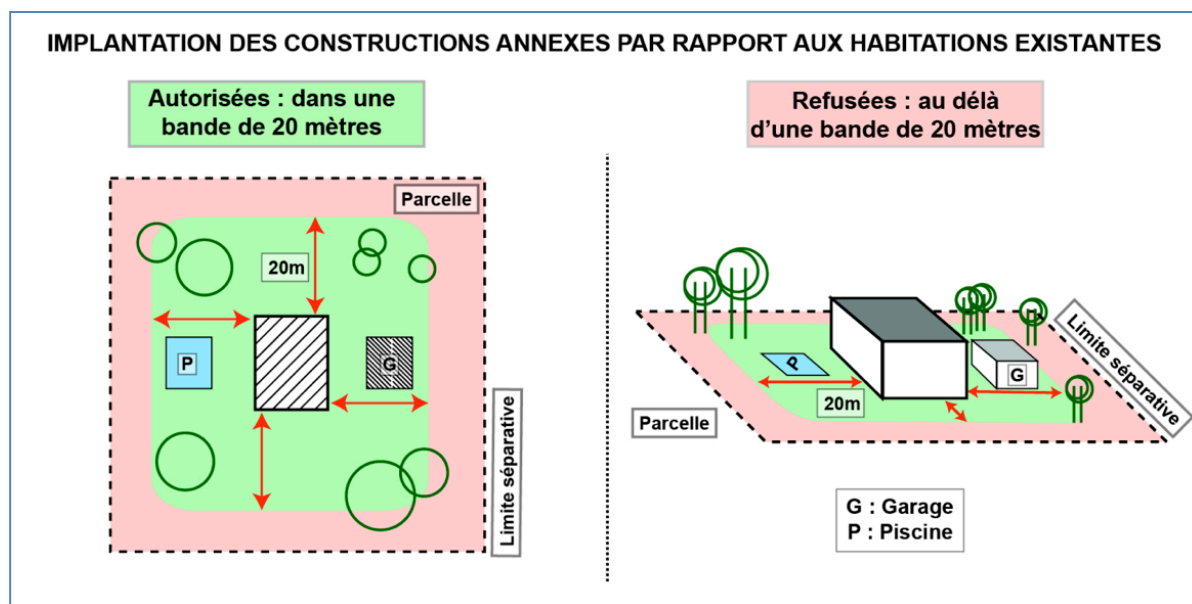 IMPLANTATION DES CONSTRUCTIONS ANNEXES PAR RAPPORT AUX HABITATIONS EXISTANTES
Autorisées : dans une
bande de 20 mètres
Parcelle
20m
P
G
Limite séparative
Refusées : au délà
d'une bande de 20 mètres
P
20m
G
Limite séparative
Parcelle
G : Garage
P : Piscine